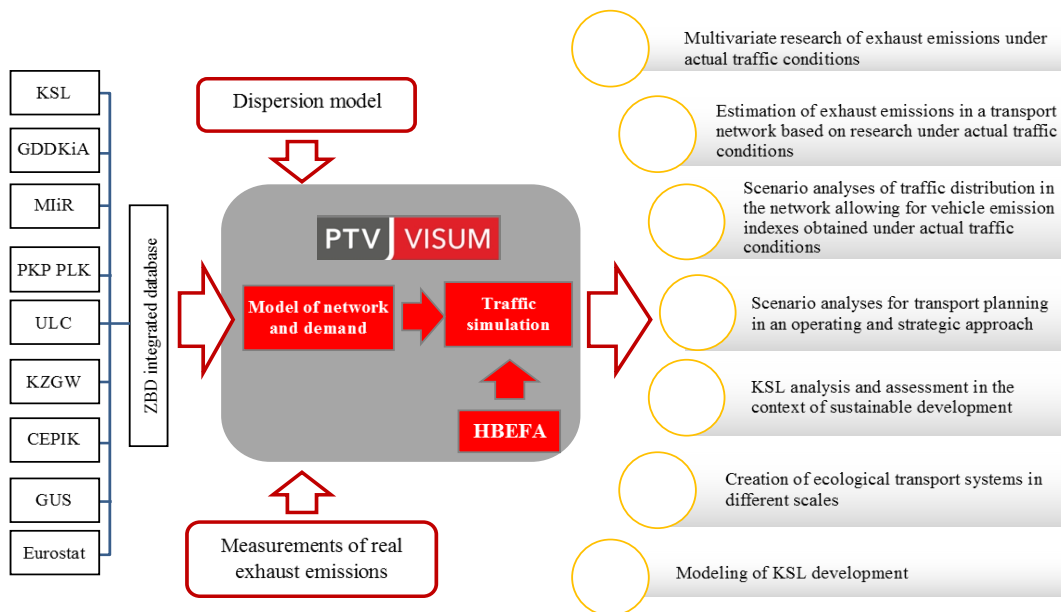 KSL
GDDKiA
MIiR
PKP PLK
ULC
KZGW
CEPIK
GUS
Eurostat
ZBD integrated database
Dispersion model
PTV VISUM
Model of network
and demand
Traffic
simulation
HBEFA
Measurements of real
exhaust emissions
Multivariate research of exhaust emissions under
actual traffic conditions
Estimation of exhaust emissions in a transport
network based on research under actual traffic
conditions
Scenario analyses of traffic distribution in
the network allowing for vehicle emission
indexes obtained under actual traffic
conditions
Scenario analyses for transport planning
in an operating and strategic approach
KSL analysis and assessment in the
context of sustainable development
Creation of ecological transport systems in
different scales
Modeling of KSL development